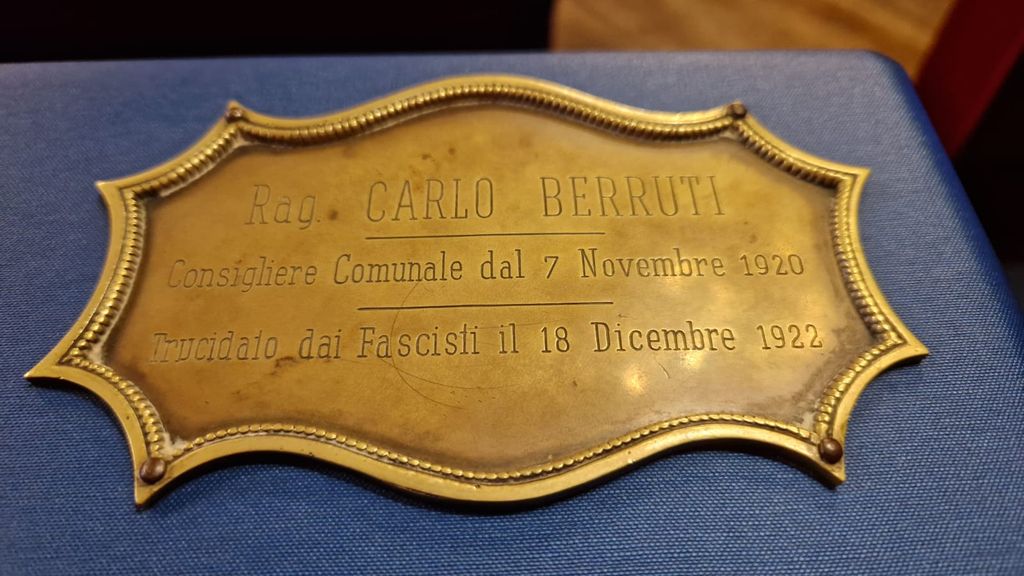 Rag. CARLO BERRUTI
Consigliere Comunale dal 7 Novembre 1920
Trucidato dai Fascisti il 18 Dicembre 1922